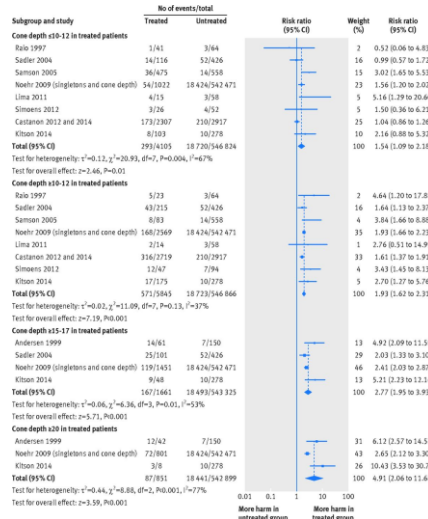 No of events/total
Subgroup and study Treated Untreated Risk ratio (95% CI) Weight (%) Risk ratio (95% CI)
Cone depth ≤10-12 in treated patients
Raio 1997 1/41 3/64 2 0.52 (0.06 to 4.8
Sadler 2004 14/116 52/426 16 0.99 (0.57 to 1.7
Samson 2005 36/475 14/558 15 3.02 (1.65 to 5.5
Noehr 2009 (singletons and cone depth) 54/1022 18 424/542 471 23 1.56 (1.20 to 2.0
Lima 2011 4/15 3/58 5 5.16 (1.29 to 20.6
Simoens 2012 3/26 4/52 5 1.50 (0.36 to 6.2
Castanon 2012 and 2014 173/2307 210/2917 25 1.04 (0.86 to 1.2
Kitson 2014 8/103 10/278 10 2.16 (0.88 to 5.3
Total (95% CI) 293/4105 18 720/546 824 100 1.54 (1.09 to 2.1
Test for heterogeneity: τ²=0.12, χ²=20.93, df=7, P=0.004, I²=67%
Test for overall effect: z=2.46, P=0.01
Cone depth ≥10-12 in treated patients
Raio 1997 5/23 3/64 2 4.64 (1.20 to 17.8
Sadler 2004 43/215 52/426 16 1.64 (1.13 to 2.3
Samson 2005 8/83 14/558 4 3.84 (1.66 to 8.8
Noehr 2009 (singletons and cone depth) 168/2569 18 424/542 471 35 1.93 (1.66 to 2.2
Lima 2011 2/14 3/58 1 2.76 (0.51 to 14.9
Castanon 2012 and 2014 316/2719 210/2917 33 1.61 (1.37 to 1.9
Simoens 2012 12/47 7/94 4 3.43 (1.45 to 8.1
Kitson 2014 17/175 10/278 5 2.70 (1.27 to 5.7
Total (95% CI) 571/5845 18 723/546 866 100 1.93 (1.62 to 2.3
Test for heterogeneity: τ²=0.02, χ²=11.09, df=7, P=0.13, I²=37%
Test for overall effect: z=7.19, P≤0.001
Cone depth ≥15-17 in treated patients
Andersen 1999 14/61 7/150 13 4.92 (2.09 to 11.5
Sadler 2004 25/101 52/426 29 2.03 (1.33 to 3.1
Noehr 2009 (singletons and cone depth) 119/1451 18 424/542 471 46 2.41 (2.03 to 2.8
Kitson 2014 9/48 10/278 13 5.21 (2.23 to 12.
Total (95% CI) 167/1661 18 493/543 325 100 2.77 (1.95 to 3.9
Test for heterogeneity: τ²=0.06, χ²=6.36, df=3, P=0.01, I²=53%
Test for overall effect: z=5.71, P≤0.001
Cone depth ≥20 in treated patients
Andersen 1999 12/42 7/150 31 6.12 (2.57 to 14.5
Noehr 2009 (singletons and cone depth) 72/801 18 424/542 471 43 2.65 (2.12 to 3.3
Kitson 2014 3/8 10/278 26 10.43 (3.53 to 30.
Total (95% CI) 87/851 18 441/542 899 100 4.91 (2.06 to 11.6
Test for heterogeneity: τ²=0.44, χ²=8.88, df=2, P≤0.001, I²=77%
Test for overall effect: z=3.59, P≤0.001
0.01 0.1 1 10 100
More harm in More harm in
untreated group treated group